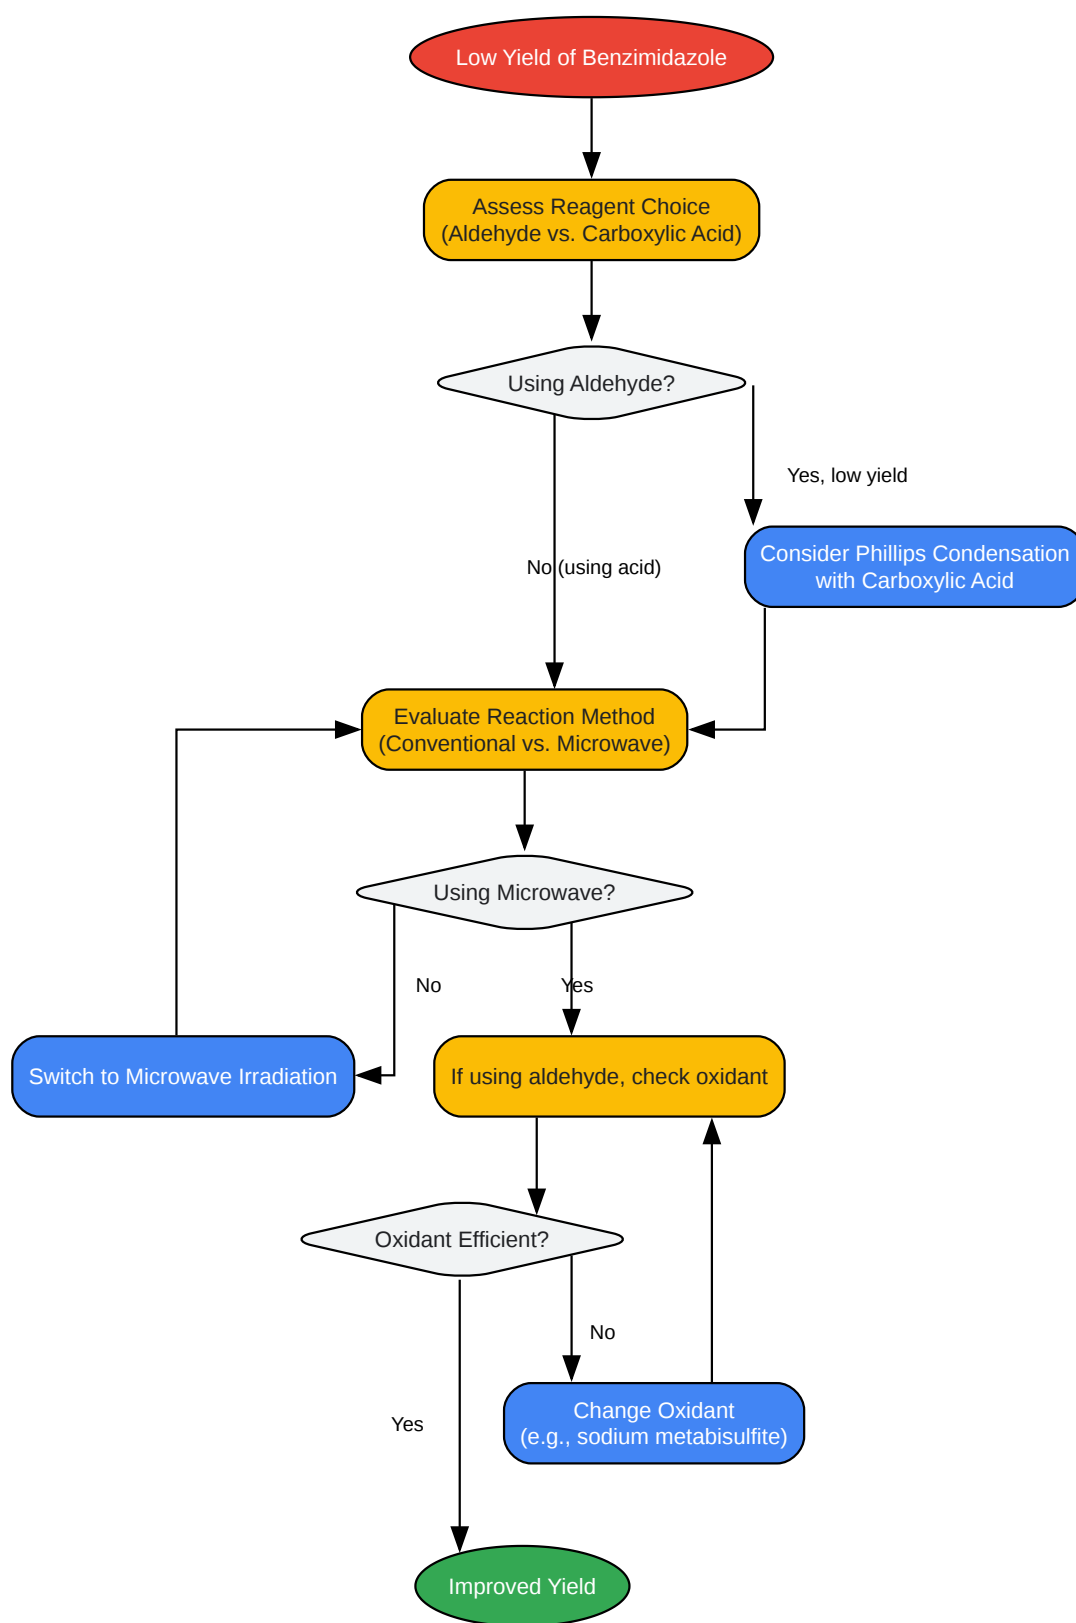 Low Yield of Benzimidazole
Assess Reagent Choice
(Aldehyde vs. Carboxylic Acid)
Using Aldehyde?
Yes, low yield
Consider Phillips Condensation
with Carboxylic Acid
No (using acid)
Evaluate Reaction Method
(Conventional vs. Microwave)
Using Microwave?
No
Yes
Switch to Microwave Irradiation
If using aldehyde, check oxidant
Oxidant Efficient?
No
Change Oxidant
(e.g., sodium metabisulfite)
Yes
Improved Yield